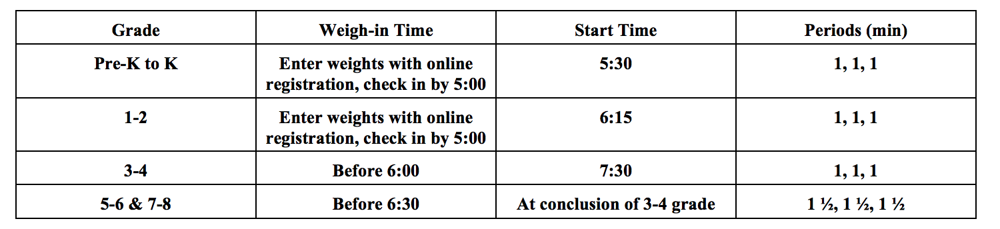 Grade Weigh-in Time Start Time Periods (min)
Pre-K to K Enter weights with online registration, check in by 5:00 5:30 1, 1, 1
1-2 Enter weights with online registration, check in by 5:00 6:15 1, 1, 1
3-4 Before 6:00 7:30 1, 1, 1
5-6 & 7-8 Before 6:30 At conclusion of 3-4 grade 1 ½, 1 ½, 1 ½